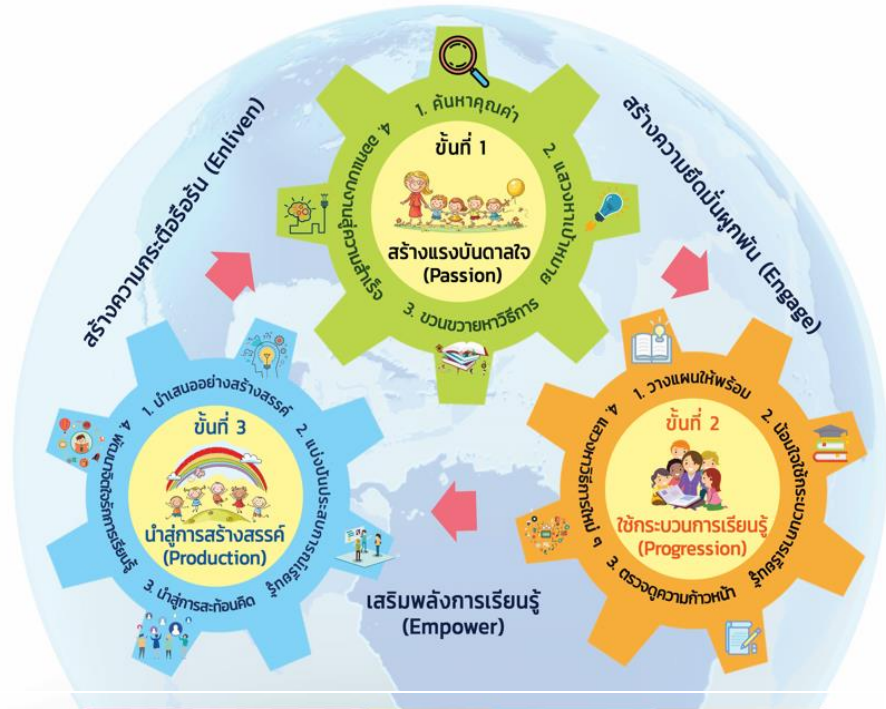 สร้างความกระตือรือร้น (Enliven)
สร้างความยึดมั่นผูกพัน (Engage)
ขั้นที่ 1
สร้างแรงบันดาลใจ
(Passion)
1. ค้นหาคุณค่า
2. แสวงหาเป้าหมาย
3. ขวนขวายหาวิธีการ
4. ออกแบบงานสู่ความสำเร็จ
ขั้นที่ 2
ใช้กระบวนการเรียนรู้
(Progression)
1. วางแผนให้พร้อม
2. น้อมใจใช้กระบวนการเรียนรู้
3. ตรวจดูความก้าวหน้า
4. แสวงหาวิธีการใหม่ ๆ
ขั้นที่ 3
นำสู่การสร้างสรรค์
(Production)
1. นำเสนออย่างสร้างสรรค์
2. แบ่งปันประสบการณ์เรียนรู้
3. นำสู่การสะท้อนคิด
4. พัฒนาจิตใจรักการเรียนรู้
เสริมพลังการเรียนรู้
(Empower)